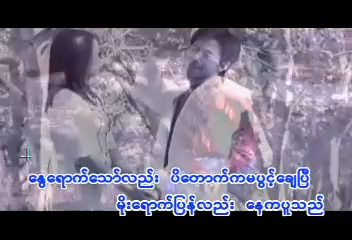 နွေရောက်သော်လည်း ပိတောက်ကမပွင့်ချေပြီ
မိုးရောက်ပြန်လည်း နေကပူသည်